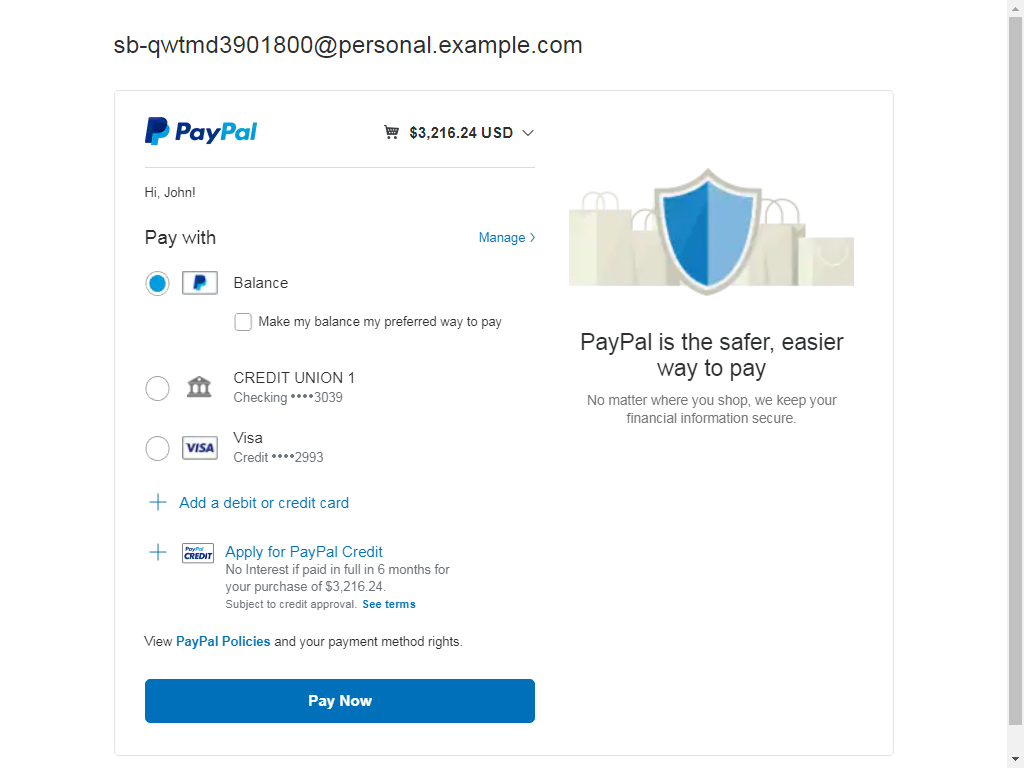 sb-qwtmd3901800@personal.example.com
PayPal
$3,216.24 USD
Hi, John!
Pay with
Manage
Balance
Make my balance my preferred way to pay
CREDIT UNION 1
Checking ••••3039
VISA
Visa
Credit ••••2993
Add a debit or credit card
PayPal
CREDIT
Apply for PayPal Credit
No Interest if paid in full in 6 months for
your purchase of $3,216.24.
Subject to credit approval. See terms
View PayPal Policies and your payment method rights.
Pay Now
PayPal is the safer, easier
way to pay
No matter where you shop, we keep your
financial information secure.